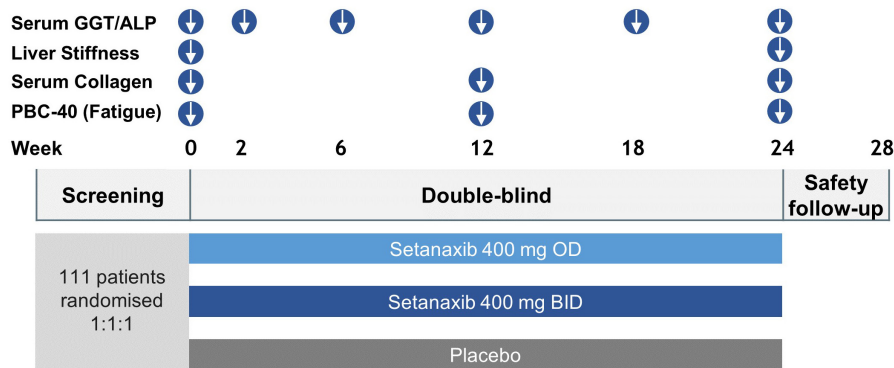 Serum GGT/ALP
Liver Stiffness
Serum Collagen
PBC-40 (Fatigue)
Week 0 2 6 12 18 24 28
Screening
Double-blind
Safety
follow-up
111 patients
randomised
1:1:1
Setanaxib 400 mg OD
Setanaxib 400 mg BID
Placebo